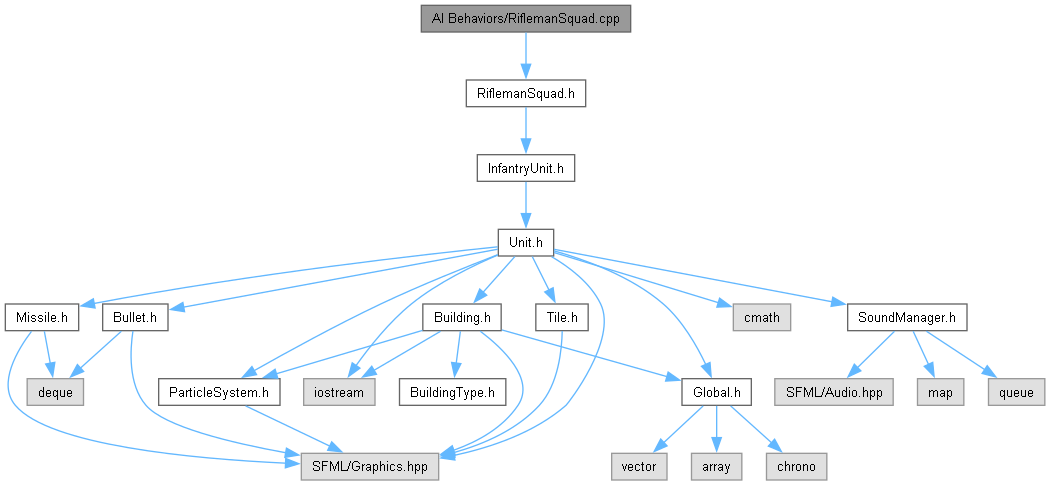 AI Behaviors/RiflemanSquad.cpp
RiflemanSquad.h
InfantryUnit.h
Unit.h
Missile.h
Bullet.h
Building.h
Tile.h
cmath
SoundManager.h
deque
ParticleSystem.h
iostream
BuildingType.h
Global.h
SFML/Audio.hpp
map
queue
SFML/Graphics.hpp
vector
array
chrono